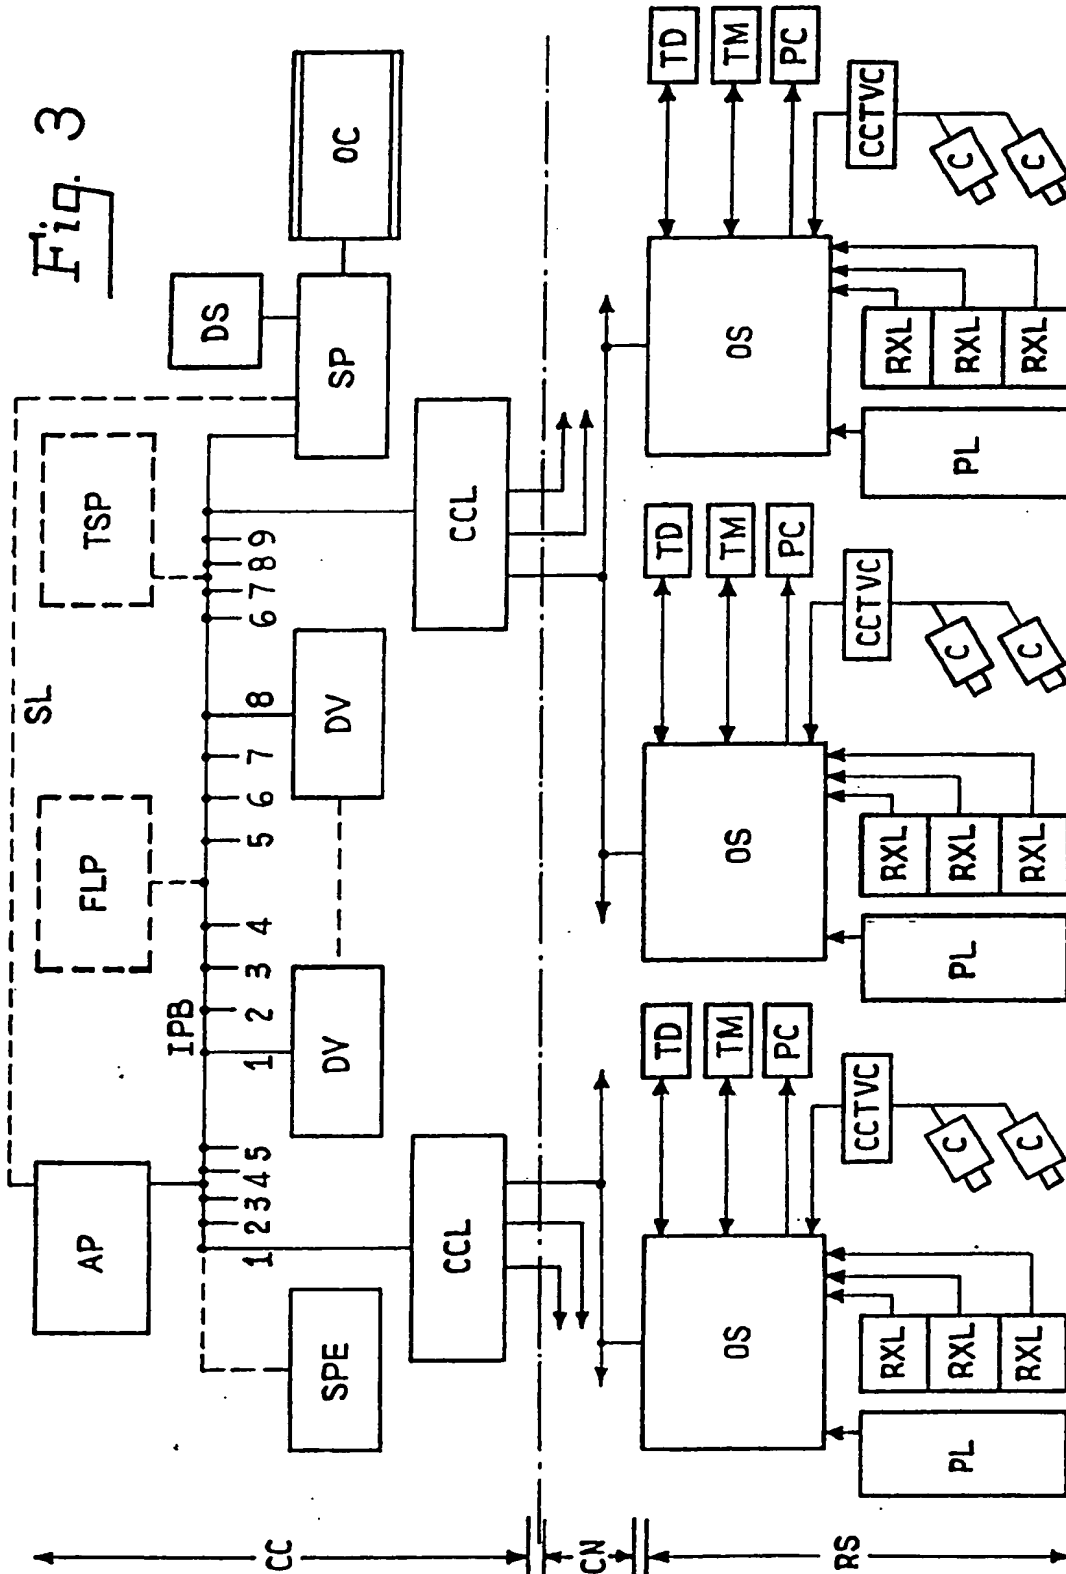 Fig. 3
SL
AP
FLP
TSP
DS
IPB
SPE
1 2 3 4 5
1 2 3 4 5 6 7 8
6 7 8 9
DV
DV
SP
OC
CCL
CCL
CC
CN
RS
OS
TD
TM
PC
CCTVC
C
C
RXL
RXL
RXL
PL
OS
TD
TM
PC
CCTVC
C
C
RXL
RXL
RXL
PL
OS
TD
TM
PC
CCTVC
C
C
RXL
RXL
RXL
PL